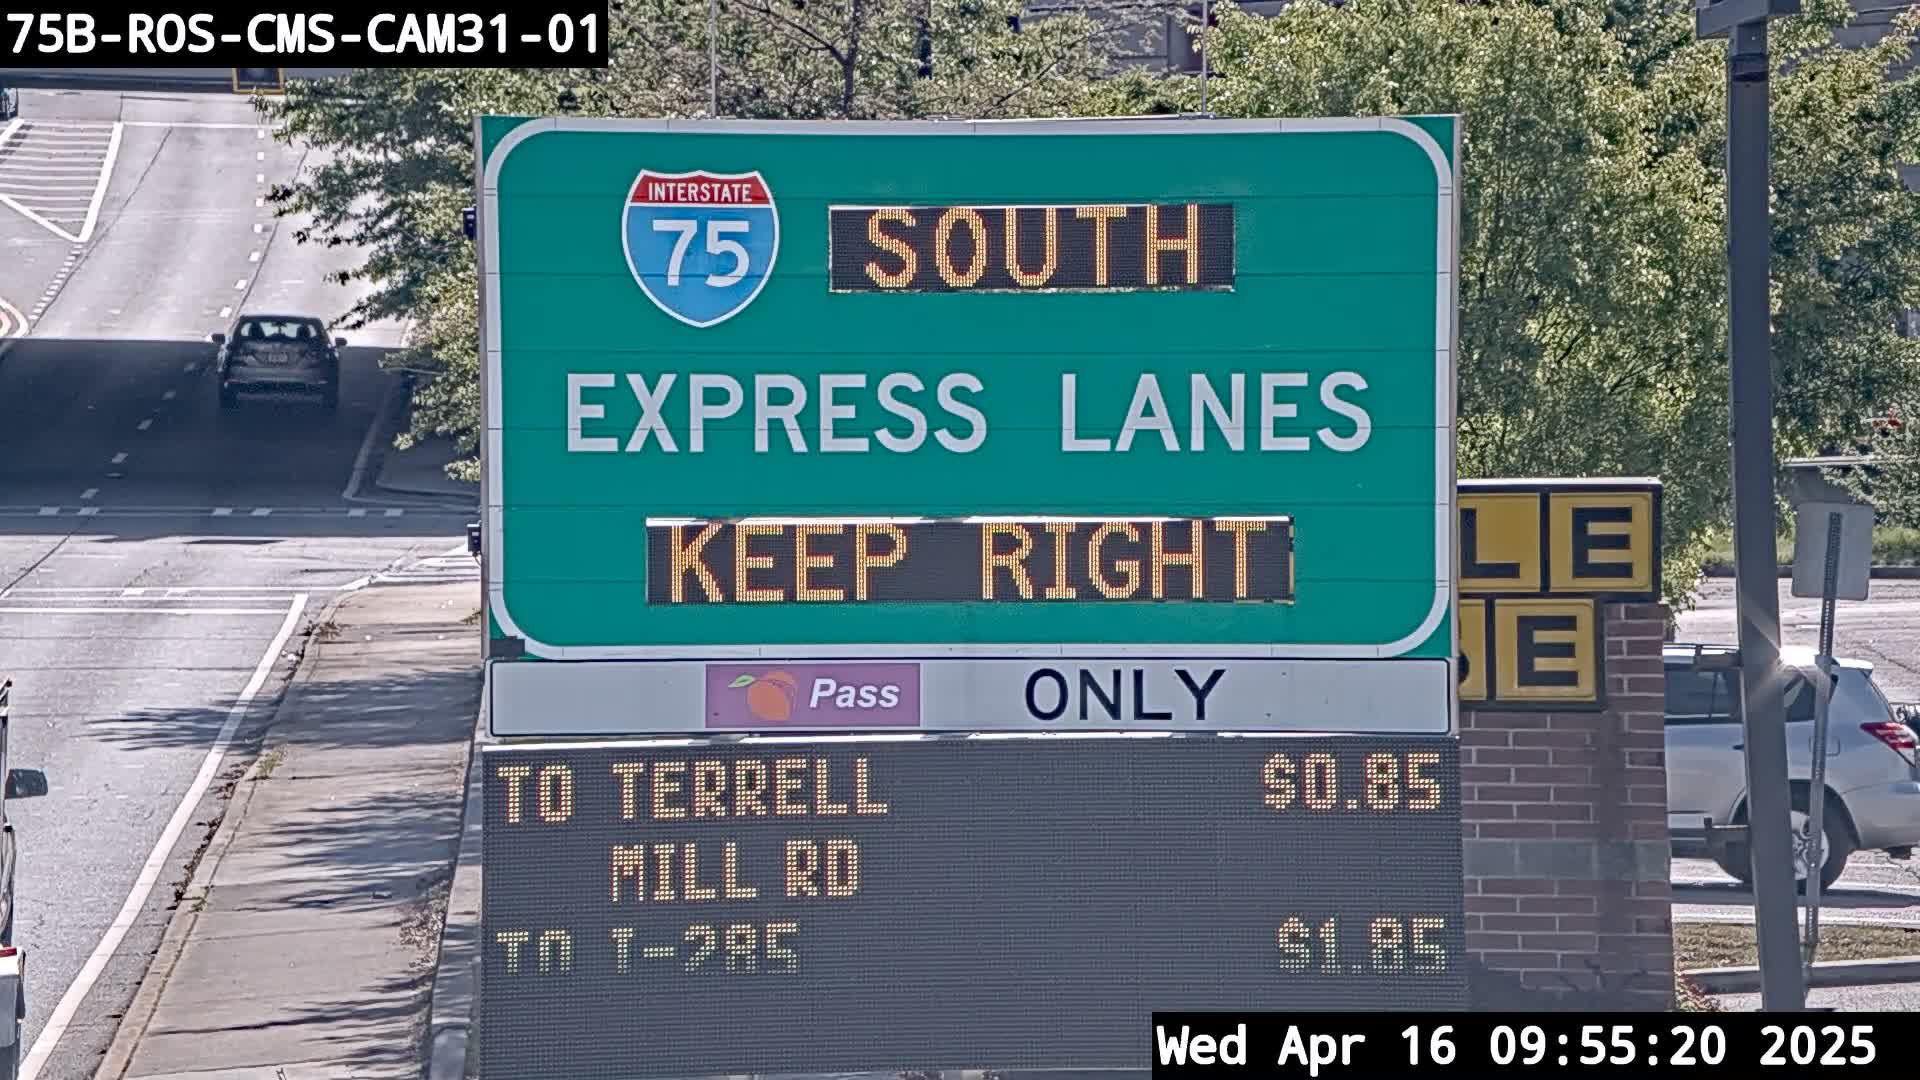 75B-ROS-CMS-CAM31-01
INTERSTATE
75
SOUTH
EXPRESS LANES
KEEP RIGHT
Pass ONLY
TO TERRELL $0.85
MILL RD
TO I-285 $1.85
LE
E
Wed Apr 16 09:55:20 2025